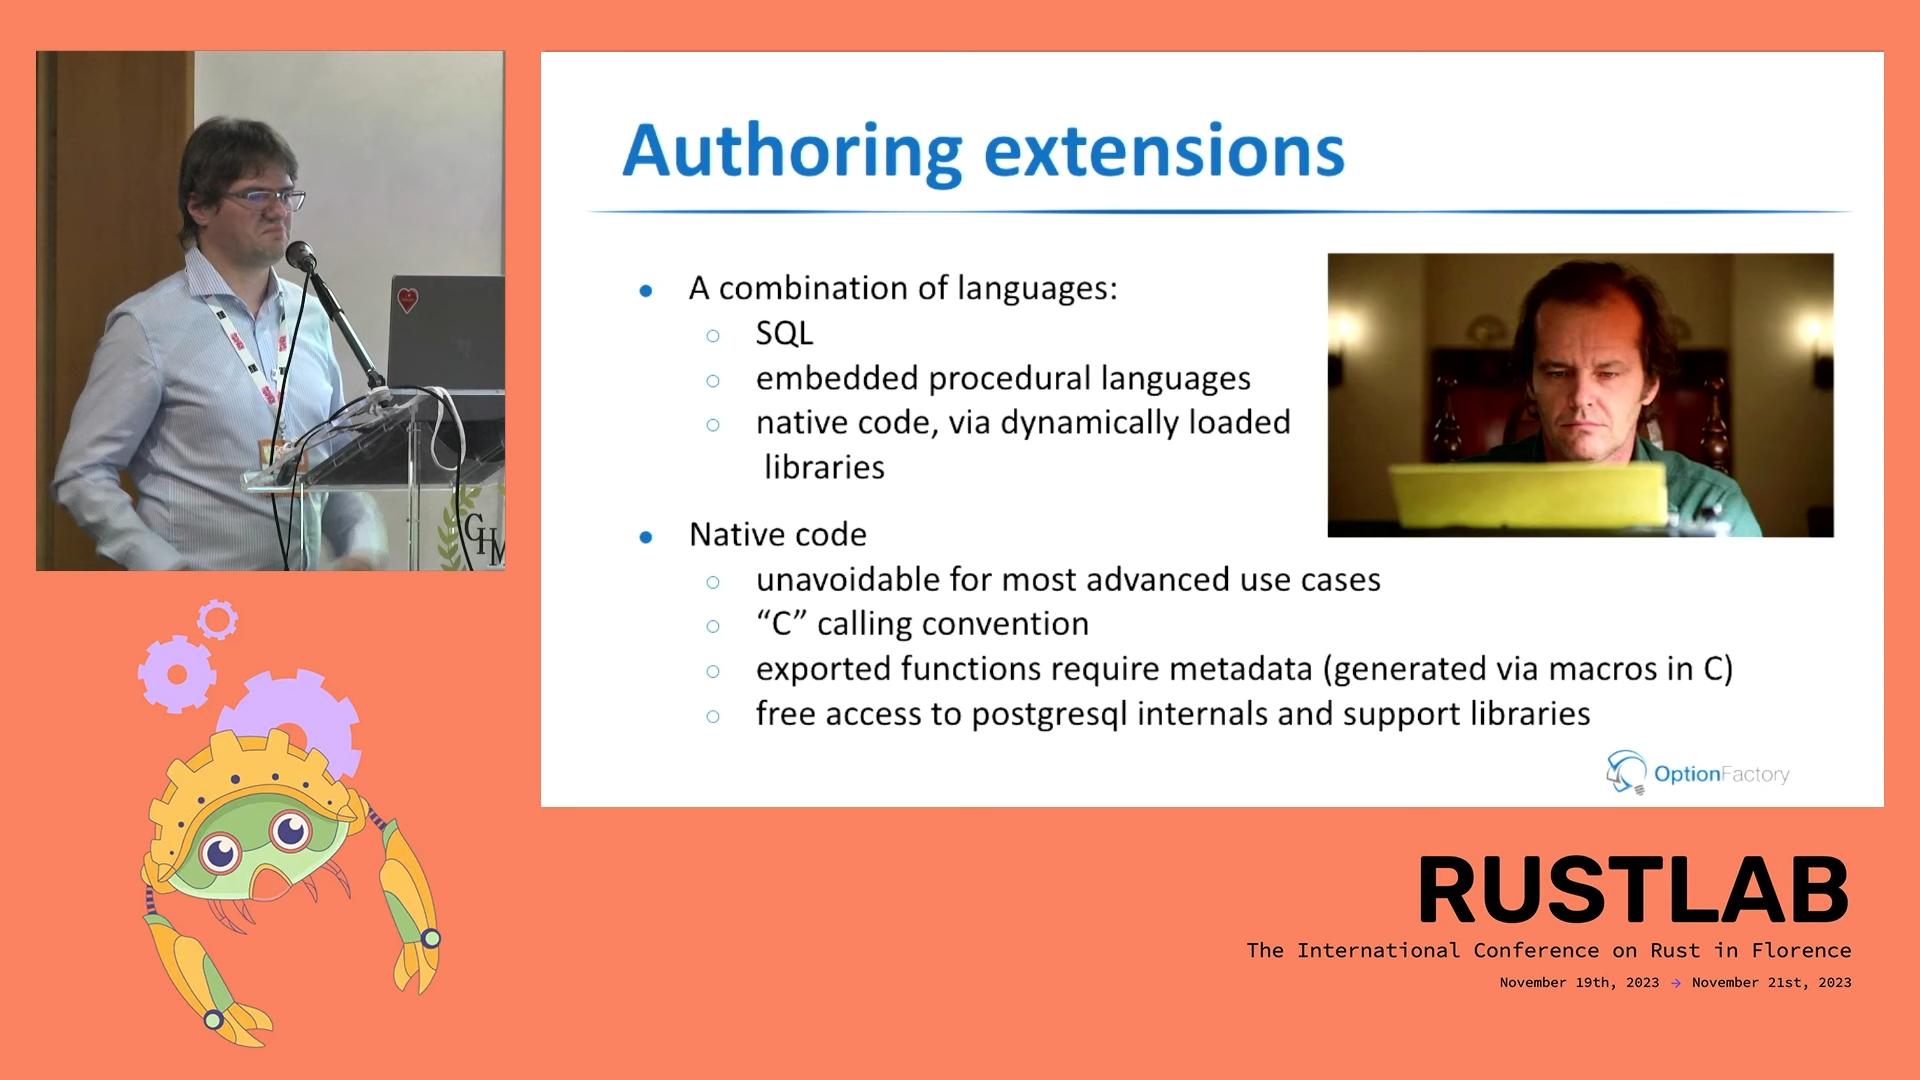 Authoring extensions
A combination of languages:
SQL
embedded procedural languages
native code, via dynamically loaded
libraries
Native code
unavoidable for most advanced use cases
“C” calling convention
exported functions require metadata (generated via macros in C)
free access to postgresql internals and support libraries
OptionFactory
GHM
RUSTLAB
The International Conference on Rust in Florence
November 19th, 2023 → November 21st, 2023